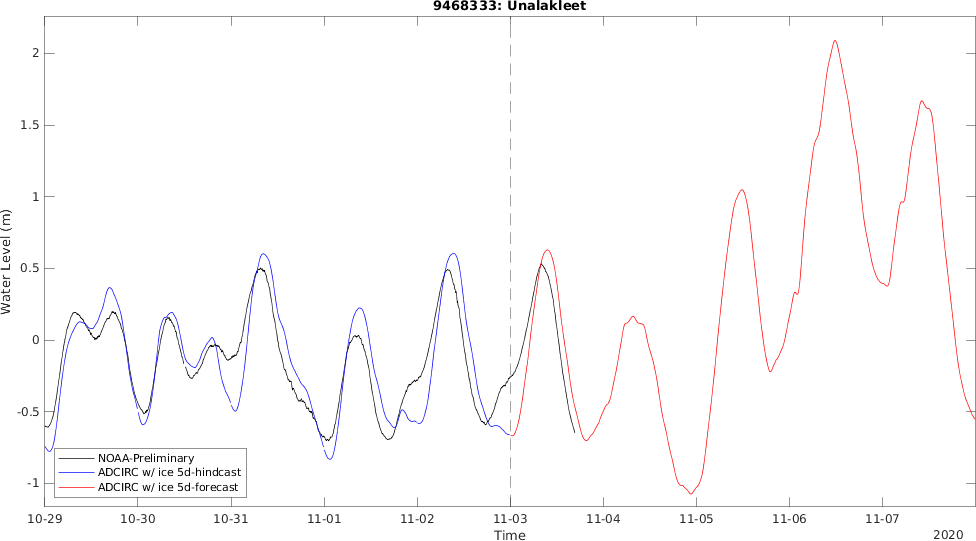 9468333: Unalakleet
Water Level (m)
2
1.5
1
0.5
0
-0.5
-1
NOAA-Preliminary
ADCIRC w/ ice 5d-hindcast
ADCIRC w/ ice 5d-forecast
10-29 10-30 10-31 11-01 11-02 11-03 11-04 11-05 11-06 11-07
Time
2020